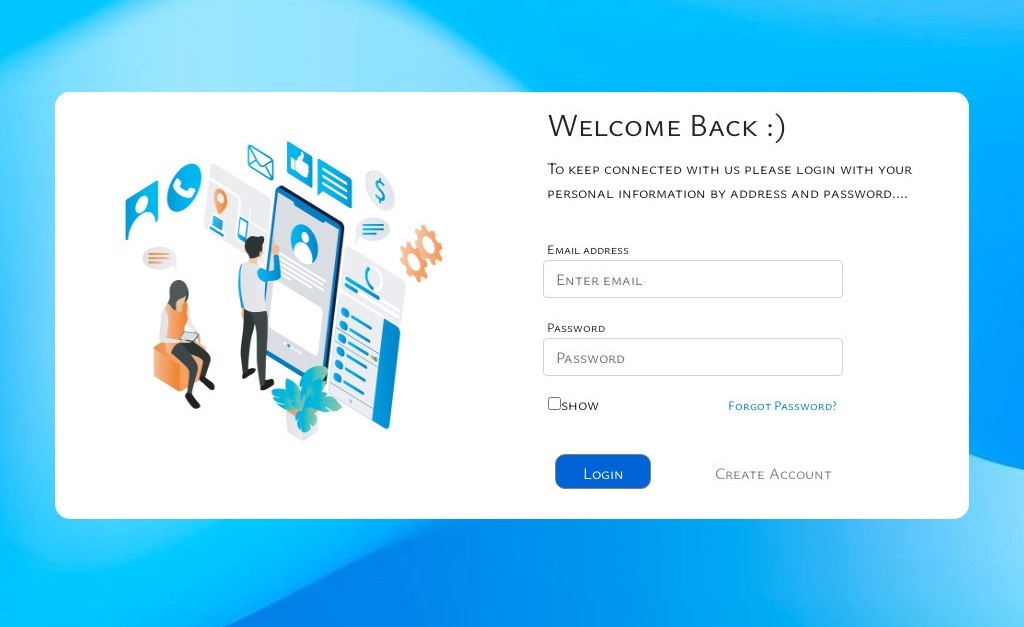 Welcome Back :)
To keep connected with us please login with your
personal information by address and password....
Email address
Enter email
Password
Password
show
Forgot Password?
Login
Create Account